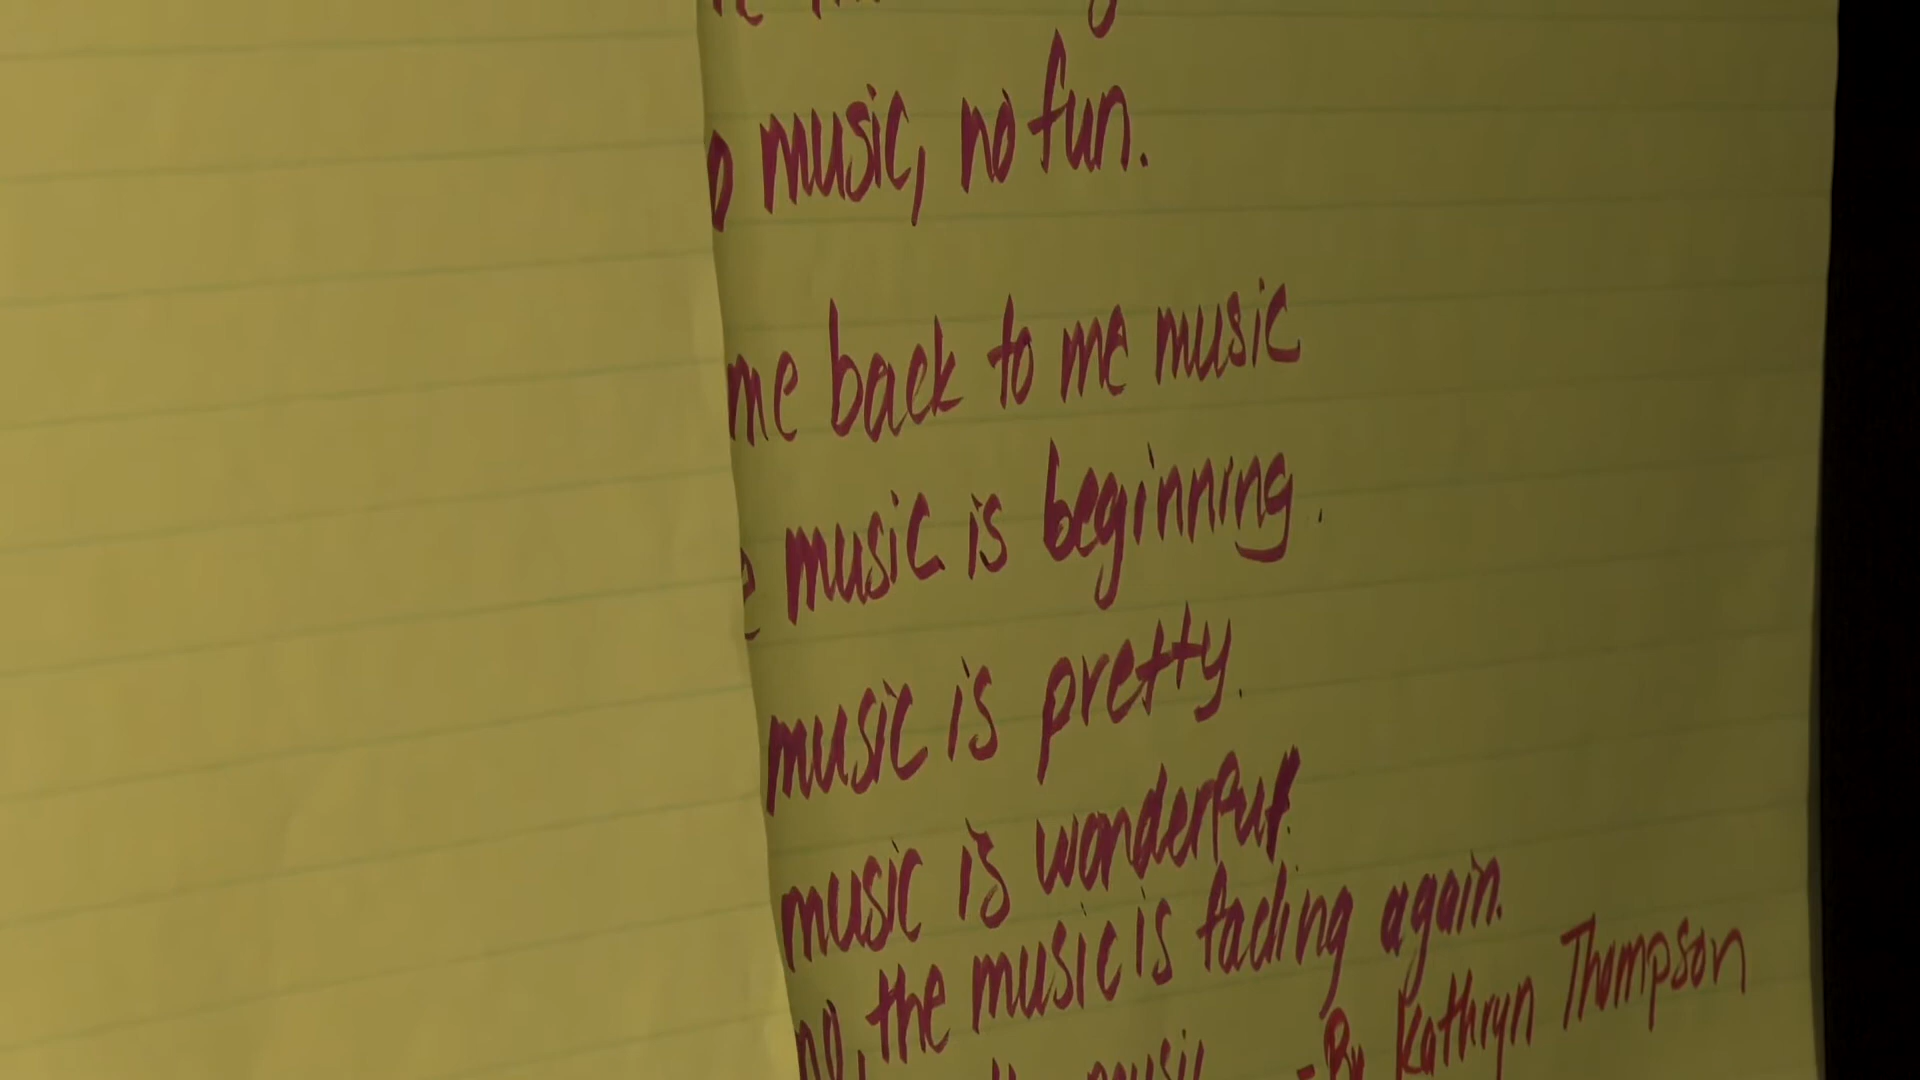 music, no fun.
me back to me music
music is beginning.
music is pretty.
music is wonderful.
the music is fading again.
music -By Kathryn Thompson